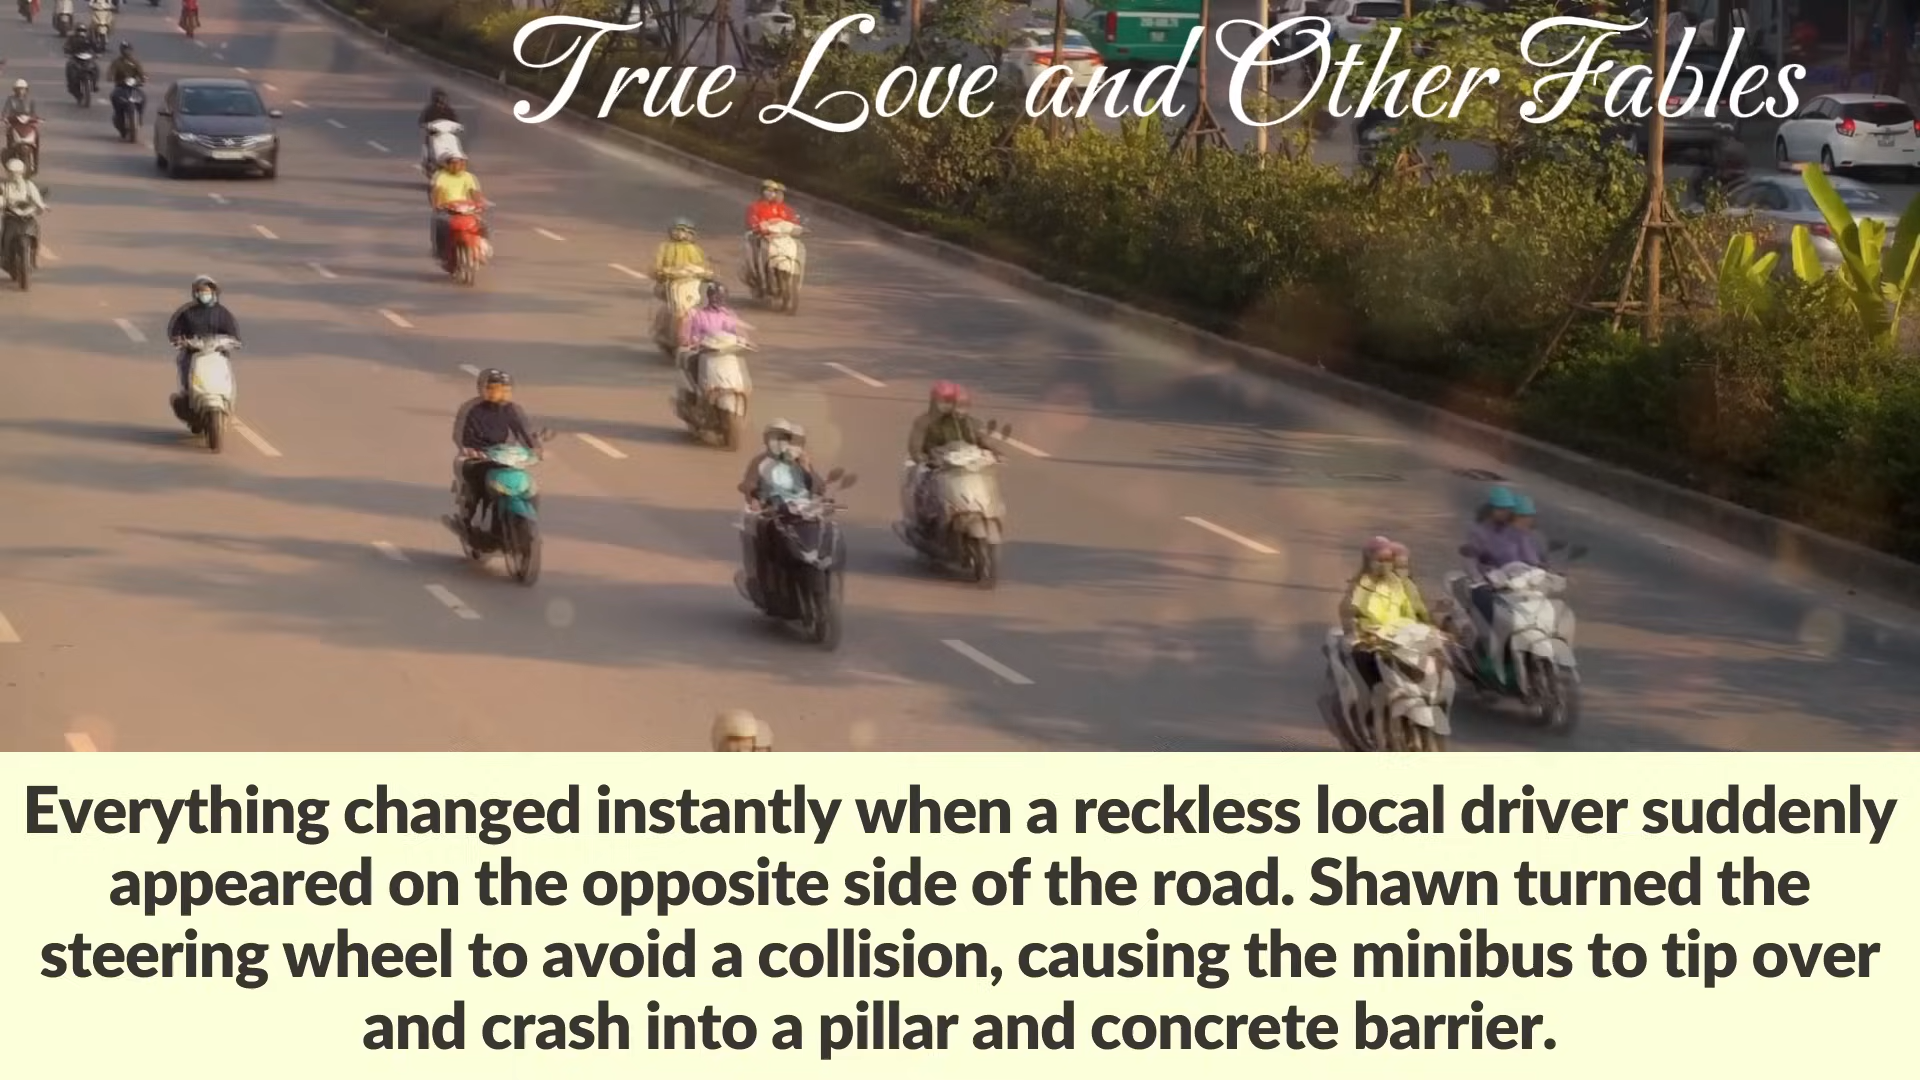 True Love and Other Fables
Everything changed instantly when a reckless local driver suddenly
appeared on the opposite side of the road. Shawn turned the
steering wheel to avoid a collision, causing the minibus to tip over
and crash into a pillar and concrete barrier.